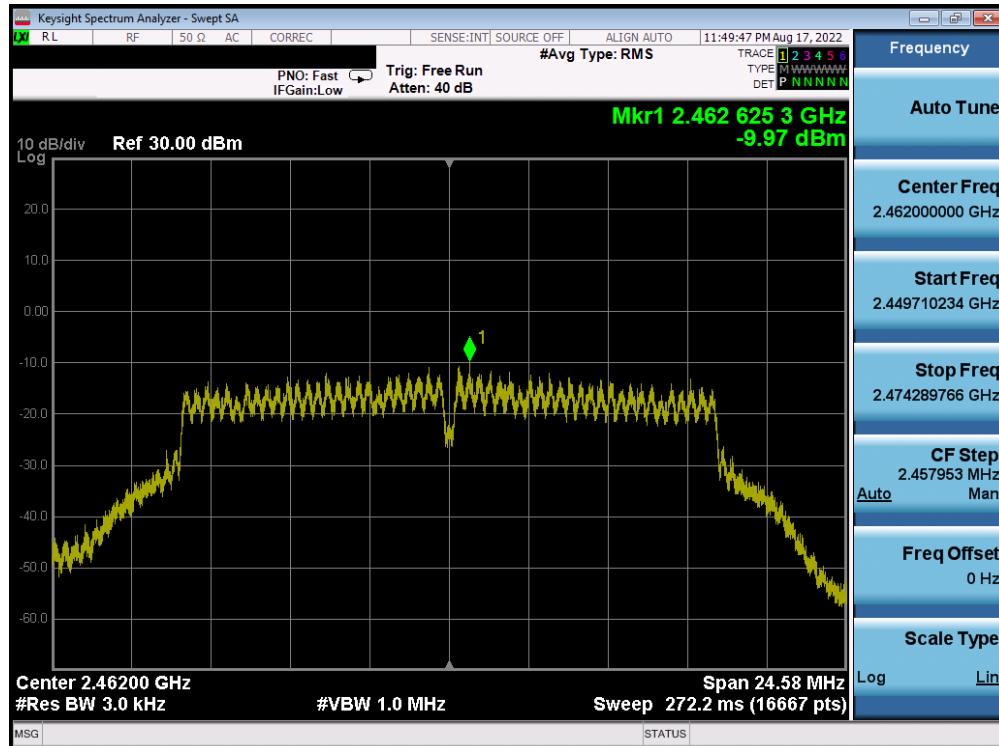 Keysight Spectrum Analyzer - Swept SA
LXI RL RF 50 Ω AC CORREC SENSE:INT SOURCE OFF ALIGN AUTO 11:49:47 PM Aug 17, 2022
#Avg Type: RMS
TRACE 1 2 3 4 5 6
TYPE M W W W W W
DET P N N N N N
PNO: Fast
IFGain:Low
Trig: Free Run
Atten: 40 dB
Mkr1 2.462 625 3 GHz
-9.97 dBm
10 dB/div
Log
Ref 30.00 dBm
20.0
10.0
0.00
-10.0
-20.0
-30.0
-40.0
-50.0
-60.0
1
Center 2.46200 GHz
Span 24.58 MHz
#Res BW 3.0 kHz
#VBW 1.0 MHz
Sweep 272.2 ms (16667 pts)
MSG
STATUS
Frequency
Auto Tune
Center Freq
2.462000000 GHz
Start Freq
2.449710234 GHz
Stop Freq
2.474289766 GHz
CF Step
2.457953 MHz
Auto Man
Freq Offset
0 Hz
Scale Type
Log Lin